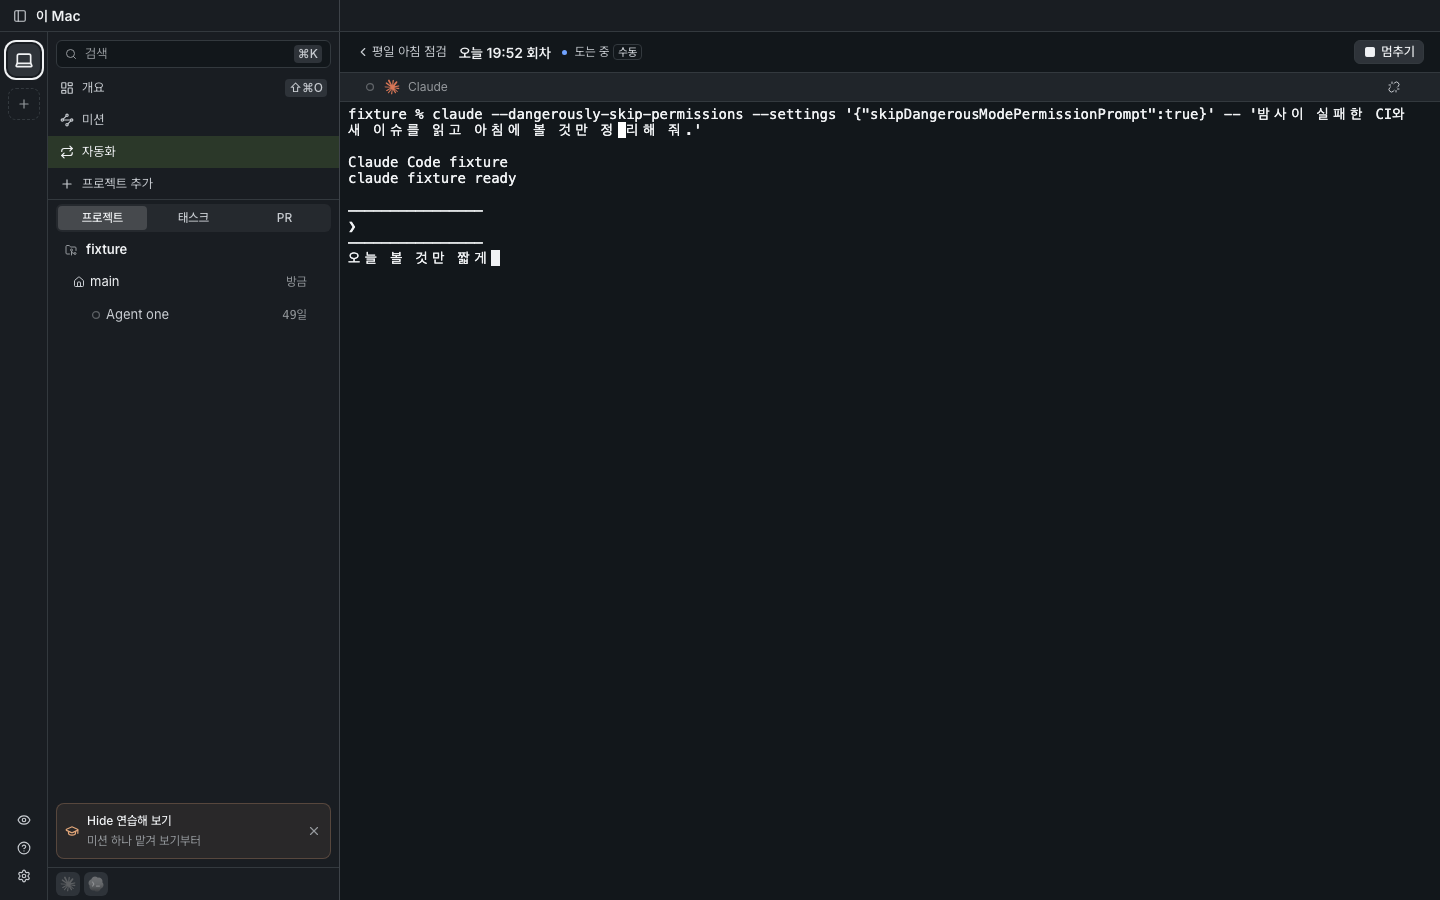 이 Mac
검색 ⌘K
개요 ⇧⌘O
미션
자동화
프로젝트 추가
프로젝트 태스크 PR
fixture
main 방금
Agent one 49일
Hide 연습해 보기
미션 하나 맡겨 보기부터
평일 아침 점검 오늘 19:52 회차 도는 중 수동 멈추기
Claude
fixture % claude --dangerously-skip-permissions --settings '{"skipDangerousModePermissionPrompt":true}' -- '밤사이 실패한 CI와
새 이슈를 읽고 아침에 볼 것만 정리해 줘.'
Claude Code fixture
claude fixture ready
❯
오늘 볼 것만 짧게